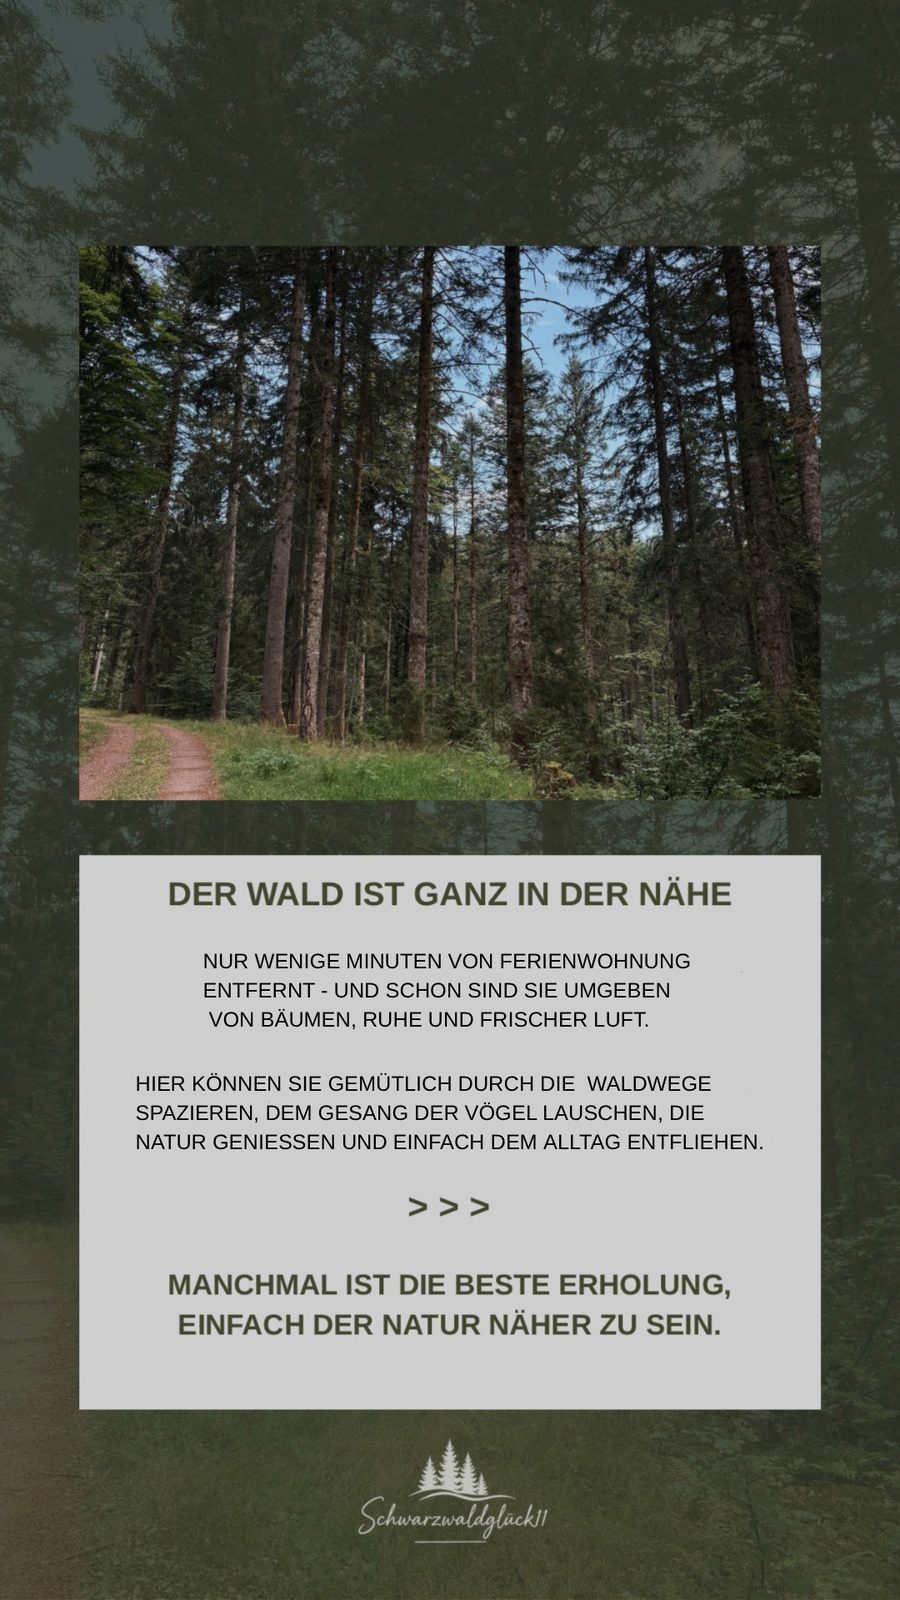 DER WALD IST GANZ IN DER NÄHE
NUR WENIGE MINUTEN VON FERIENWOHNUNG
ENTFERNT - UND SCHON SIND SIE UMGEBEN
VON BÄUMEN, RUHE UND FRISCHER LUFT.
HIER KÖNNEN SIE GEMÜTLICH DURCH DIE  WALDWEGE
SPAZIEREN, DEM GESANG DER VÖGEL LAUSCHEN, DIE
NATUR GENIESSEN UND EINFACH DEM ALLTAG ENTFLIEHEN.
> > >
MANCHMAL IST DIE BESTE ERHOLUNG,
EINFACH DER NATUR NÄHER ZU SEIN.
Schwarzwaldglück11